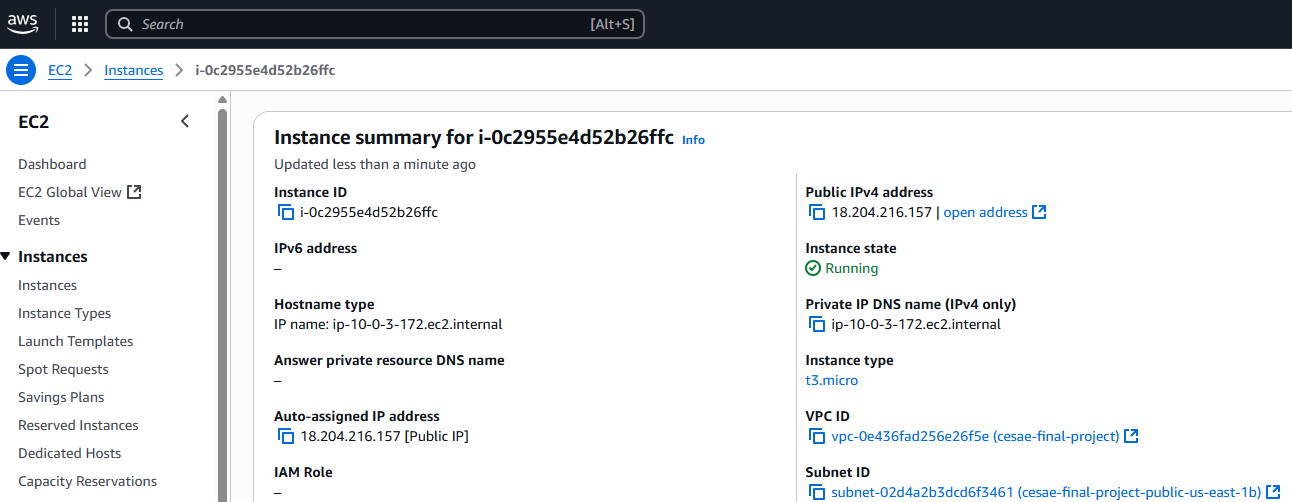 aws
Search [Alt+S]
EC2 > Instances > i-0c2955e4d52b26ffc
EC2
Dashboard
EC2 Global View
Events
Instances
Instances
Instance Types
Launch Templates
Spot Requests
Savings Plans
Reserved Instances
Dedicated Hosts
Capacity Reservations
Instance summary for i-0c2955e4d52b26ffc Info
Updated less than a minute ago
Instance ID
i-0c2955e4d52b26ffc
IPv6 address
–
Hostname type
IP name: ip-10-0-3-172.ec2.internal
Answer private resource DNS name
–
Auto-assigned IP address
18.204.216.157 [Public IP]
IAM Role
–
Public IPv4 address
18.204.216.157 | open address
Instance state
Running
Private IP DNS name (IPv4 only)
ip-10-0-3-172.ec2.internal
Instance type
t3.micro
VPC ID
vpc-0e436fad256e26f5e (cesae-final-project)
Subnet ID
subnet-02d4a2b3dcd6f3461 (cesae-final-project-public-us-east-1b)